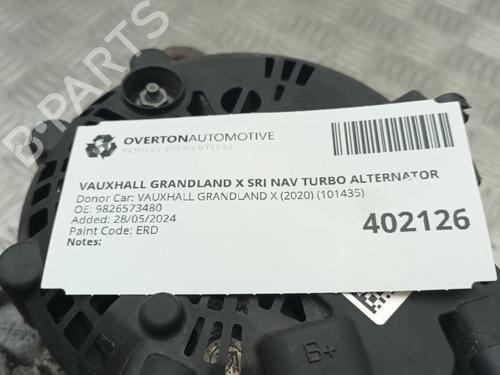 B-PARTS
OVERTONAUTOMOTIVE
VEHICLE DISMANTLERS
VAUXHALL GRANDLAND X SRI NAV TURBO ALTERNATOR
Donor Car: VAUXHALL GRANDLAND X (2020) (101435)
OE: 9826573480
Added: 28/05/2024
Paint Code: ERD
Notes:
402126
B+